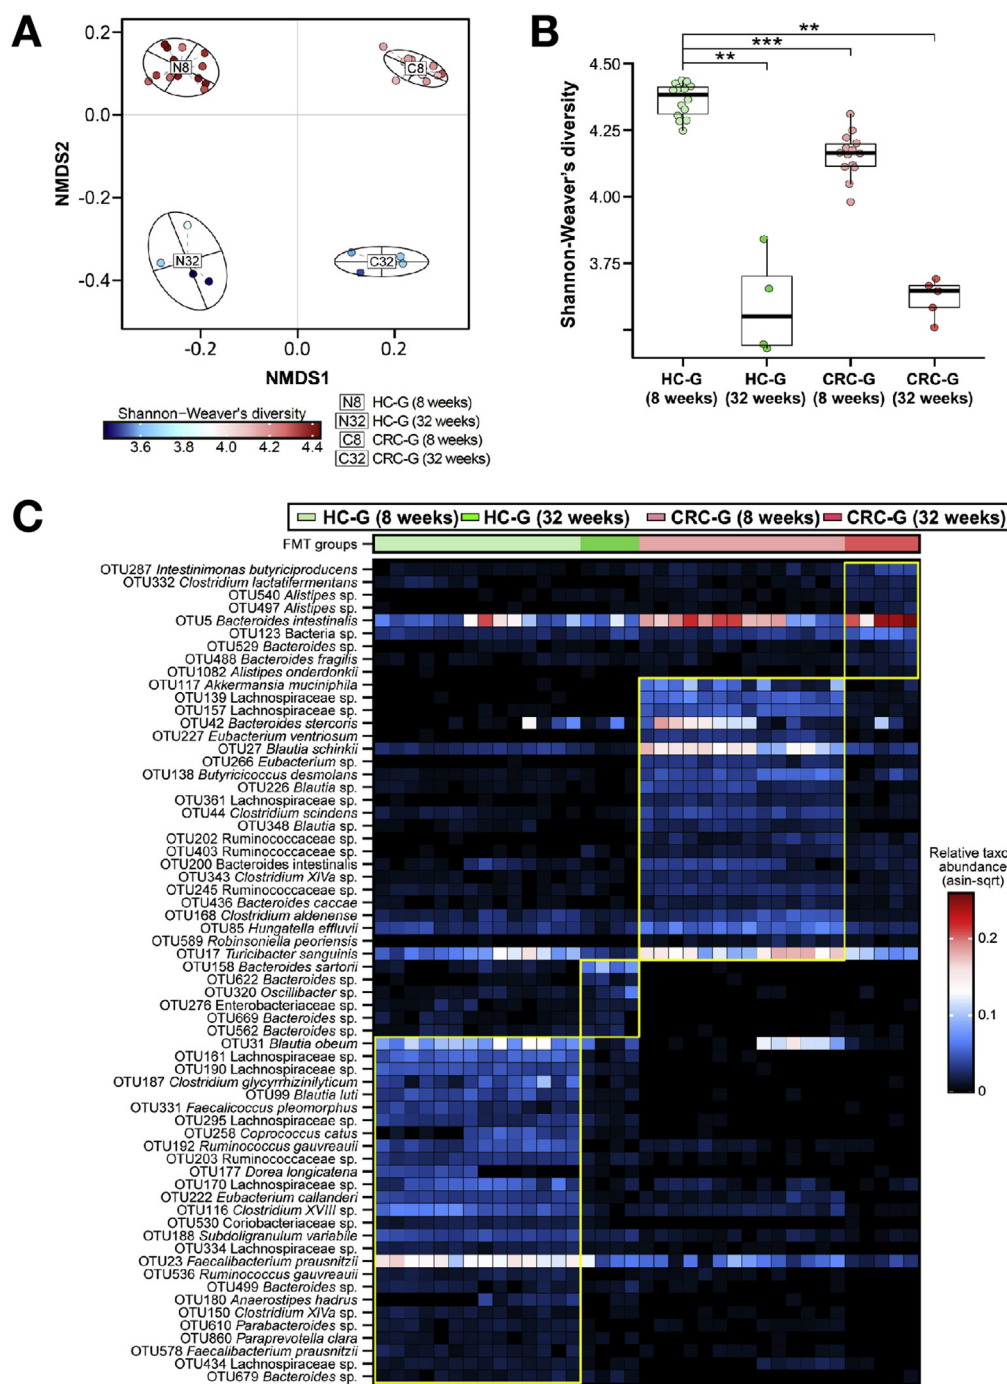 A
0.2
0.0
-0.2
-0.4
NMDS2
N8
C8
N32
C32
-0.2
0.0
0.2
NMDS1
Shannon-Weaver's diversity
3.6
3.8
4.0
4.2
4.4
N8 HC-G (8 weeks)
N32 HC-G (32 weeks)
C8 CRC-G (8 weeks)
C32 CRC-G (32 weeks)
B
**
***
**
4.50
4.25
4.00
3.75
Shannon-Weaver's diversity
HC-G
(8 weeks)
HC-G
(32 weeks)
CRC-G
(8 weeks)
CRC-G
(32 weeks)
C
HC-G (8 weeks) HC-G (32 weeks) CRC-G (8 weeks) CRC-G (32 weeks)
FMT groups
OTU287 Intestinimonas butyriciproducens
OTU332 Clostridium lactatifermentans
OTU540 Alistipes sp.
OTU497 Alistipes sp.
OTU5 Bacteroides intestinalis
OTU123 Bacteria sp.
OTU529 Bacteroides sp.
OTU488 Bacteroides fragilis
OTU1082 Alistipes onderdonkii
OTU117 Akkermansia muciniphila
OTU139 Lachnospiraceae sp.
OTU157 Lachnospiraceae sp.
OTU42 Bacteroides stercoris
OTU227 Eubacterium ventriosum
OTU27 Blautia schinkii
OTU266 Eubacterium sp.
OTU138 Butyricicoccus desmolans
OTU226 Blautia sp.
OTU361 Lachnospiraceae sp.
OTU44 Clostridium scindens
OTU348 Blautia sp.
OTU202 Ruminococcaceae sp.
OTU403 Ruminococcaceae sp.
OTU200 Bacteroides intestinalis
OTU343 Clostridium XIVa sp.
OTU245 Ruminococcaceae sp.
OTU436 Bacteroides caccae
OTU168 Clostridium aldenense
OTU85 Hungatella effluvii
OTU589 Robinsoniella peoriensis
OTU17 Turicibacter sanguinis
OTU158 Bacteroides sartorii
OTU622 Bacteroides sp.
OTU320 Oscillibacter sp.
OTU276 Enterobacteriaceae sp.
OTU669 Bacteroides sp.
OTU562 Bacteroides sp.
OTU31 Blautia obeum
OTU161 Lachnospiraceae sp.
OTU190 Lachnospiraceae sp.
OTU187 Clostridium glycyrrhizinilyticum
OTU99 Blautia luti
OTU331 Faecalicoccus pleomorphus
OTU295 Lachnospiraceae sp.
OTU258 Coprococcus catus
OTU192 Ruminococcus gauvreauii
OTU203 Ruminococcaceae sp.
OTU177 Dorea longicatena
OTU170 Lachnospiraceae sp.
OTU222 Eubacterium callanderi
OTU116 Clostridium XVIII sp.
OTU530 Coriobacteriaceae sp.
OTU188 Subdoligranulum variabile
OTU334 Lachnospiraceae sp.
OTU23 Faecalibacterium prausnitzii
OTU536 Ruminococcus gauvreauii
OTU499 Bacteroides sp.
OTU180 Anaerostipes hadrus
OTU150 Clostridium XIVa sp.
OTU610 Parabacteroides sp.
OTU860 Paraprevotella clara
OTU578 Faecalibacterium prausnitzii
OTU434 Lachnospiraceae sp.
OTU679 Bacteroides sp.
Relative taxo
abundance
(asin-sqrt)
0.2
0.1
0